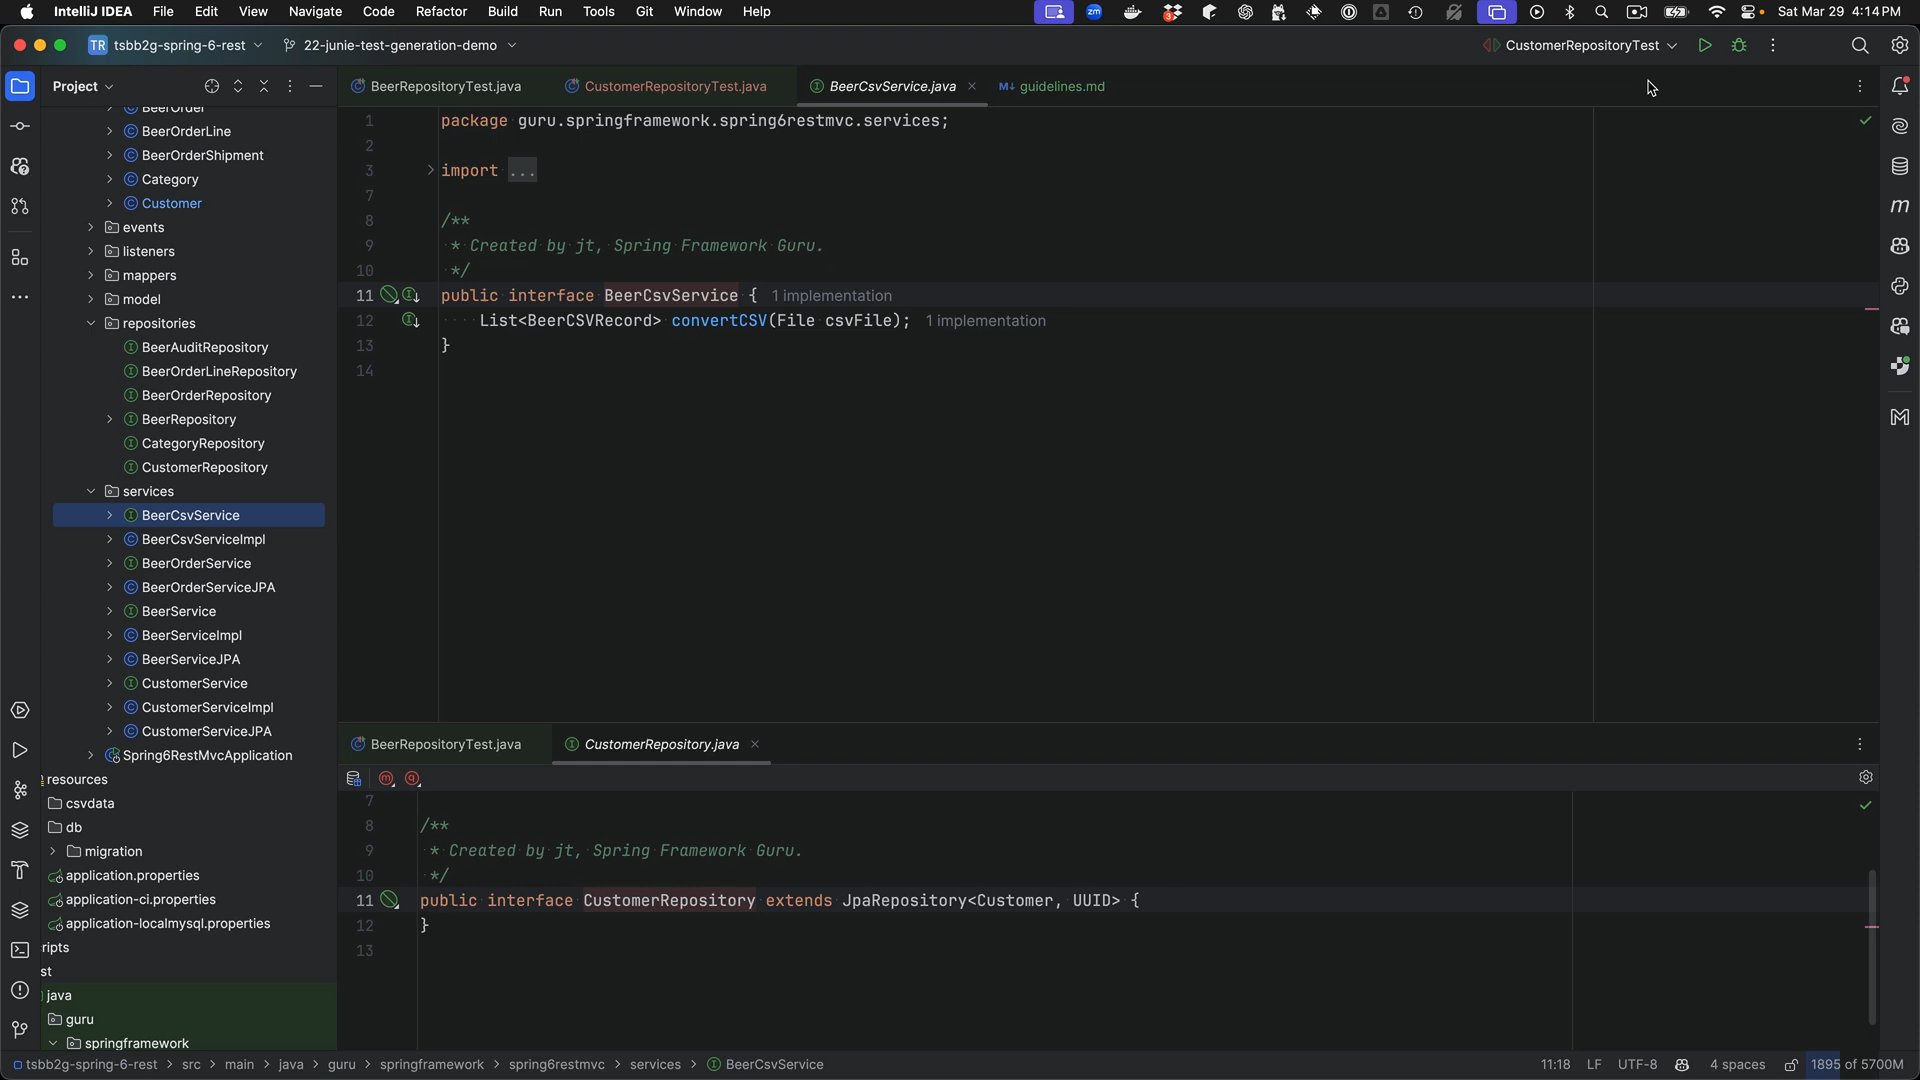 IntelliJ IDEA File Edit View Navigate Code Refactor Build Run Tools Git Window Help
zm 3 Sat Mar 29 4:14 PM
TR tsbb2g-spring-6-rest 22-junie-test-generation-demo CustomerRepositoryTest
Project
BeerOrder
BeerOrderLine
BeerOrderShipment
Category
Customer
events
listeners
mappers
model
repositories
BeerAuditRepository
BeerOrderLineRepository
BeerOrderRepository
BeerRepository
CategoryRepository
CustomerRepository
services
BeerCsvService
BeerCsvServiceImpl
BeerOrderService
BeerOrderServiceJPA
BeerService
BeerServiceImpl
BeerServiceJPA
CustomerService
CustomerServiceImpl
CustomerServiceJPA
Spring6RestMvcApplication
resources
csvdata
db
migration
application.properties
application-ci.properties
application-localmysql.properties
ripts
st
java
guru
springframework
BeerRepositoryTest.java CustomerRepositoryTest.java BeerCsvService.java M↓ guidelines.md
1 package guru.springframework.spring6restmvc.services;
2
3 import ...
7
8 /**
9 * Created by jt, Spring Framework Guru.
10 */
11 public interface BeerCsvService { 1 implementation
12 List<BeerCSVRecord> convertCSV(File csvFile); 1 implementation
13 }
14
BeerRepositoryTest.java CustomerRepository.java
7
8 /**
9 * Created by jt, Spring Framework Guru.
10 */
11 public interface CustomerRepository extends JpaRepository<Customer, UUID> {
12 }
13
tsbb2g-spring-6-rest > src > main > java > guru > springframework > spring6restmvc > services > BeerCsvService
11:18 LF UTF-8 4 spaces 1895 of 5700M